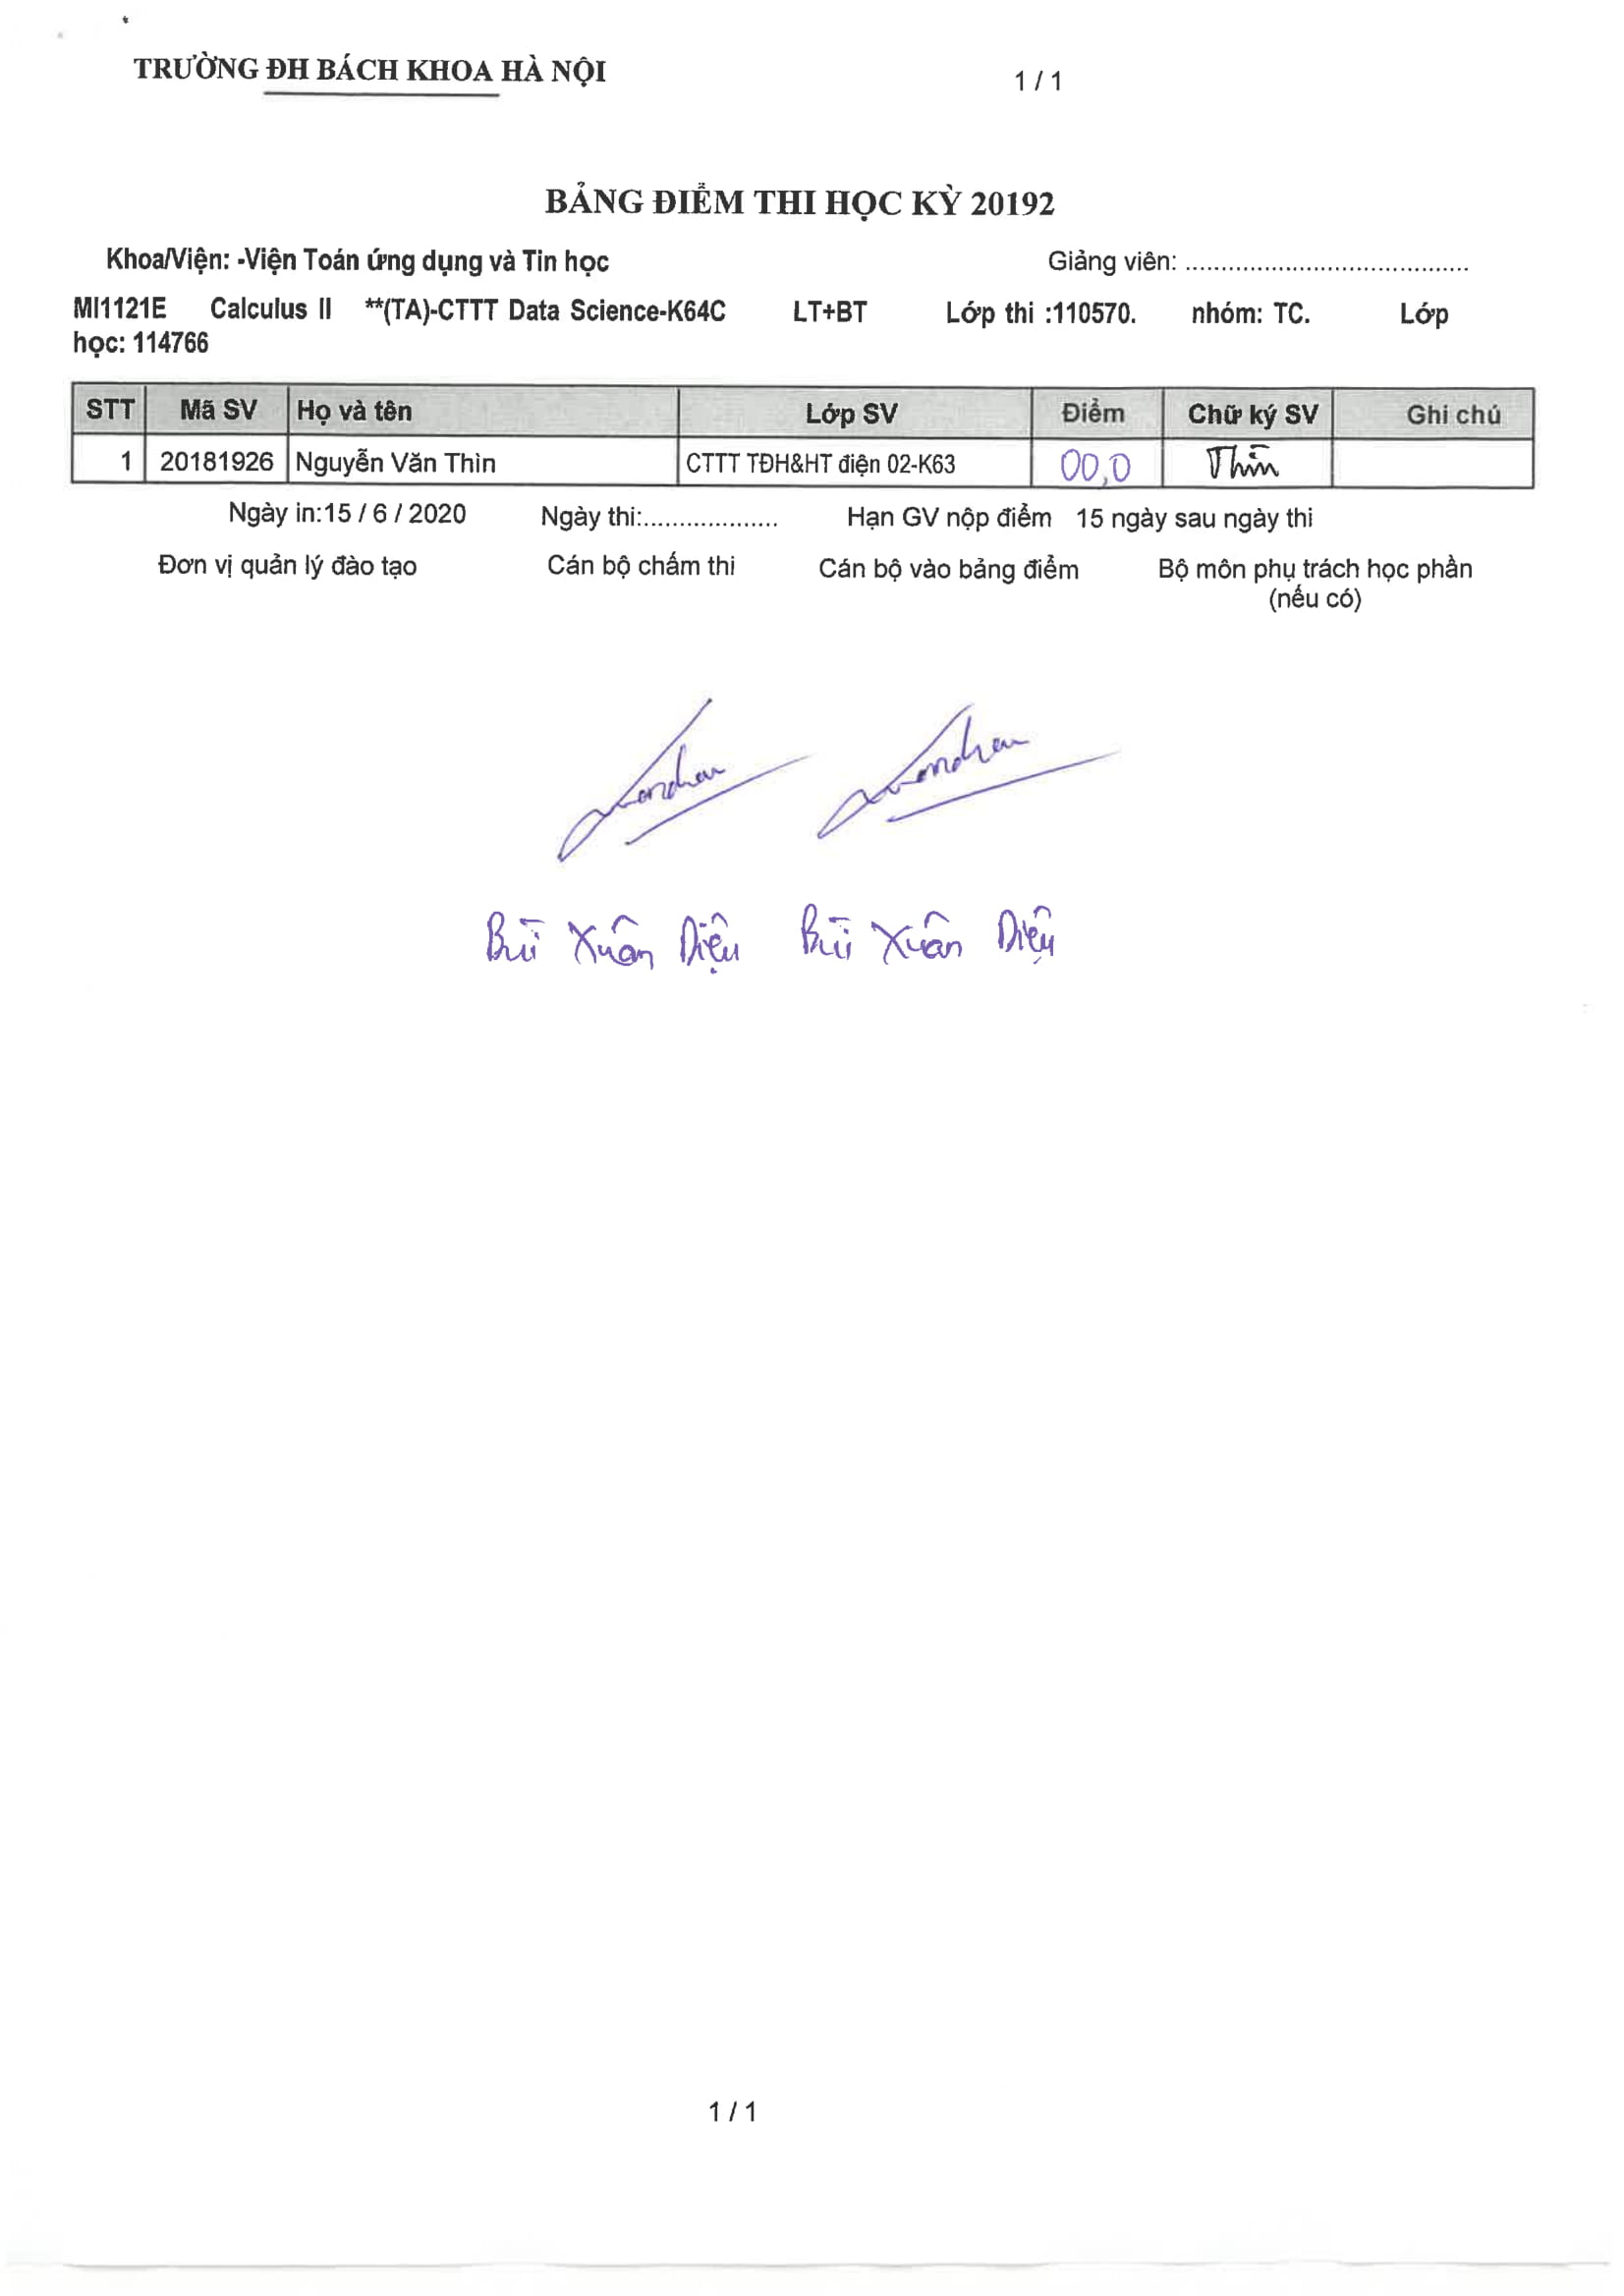 TRƯỜNG ĐH BÁCH KHOA HÀ NỘI 1 / 1
BẢNG ĐIỂM THI HỌC KỲ 20192
Khoa/Viện: -Viện Toán ứng dụng và Tin học Giảng viên: ........................................
MI1121E Calculus II **(TA)-CTTT Data Science-K64C LT+BT Lớp thi :110570. nhóm: TC. Lớp
học: 114766
STT Mã SV Họ và tên Lớp SV Điểm Chữ ký SV Ghi chú
1 20181926 Nguyễn Văn Thìn CTTT TĐH&HT điện 02-K63 00,0 Thìn
Ngày in:15 / 6 / 2020 Ngày thi:................... Hạn GV nộp điểm 15 ngày sau ngày thi
Đơn vị quản lý đào tạo Cán bộ chấm thi Cán bộ vào bảng điểm Bộ môn phụ trách học phần
(nếu có)
Bùi Xuân Diệu Bùi Xuân Diệu
1 / 1